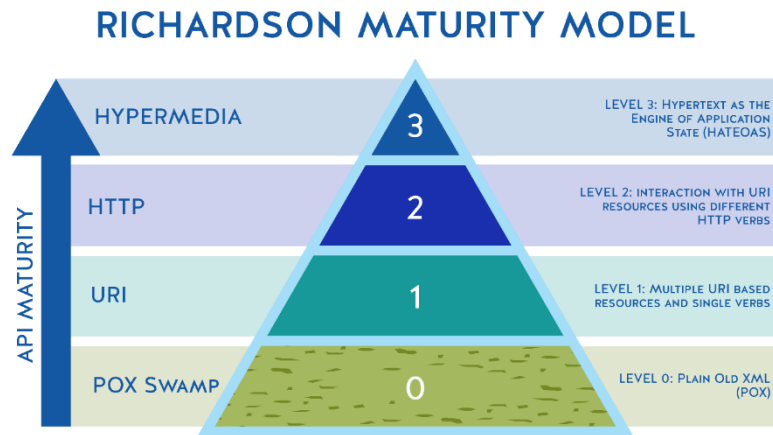 RICHARDSON MATURITY MODEL
API MATURITY
HYPERMEDIA
3
LEVEL 3: HYPERTEXT AS THE
ENGINE OF APPLICATION
STATE (HATEOAS)
HTTP
2
LEVEL 2: INTERACTION WITH URI
RESOURCES USING DIFFERENT
HTTP VERBS
URI
1
LEVEL 1: MULTIPLE URI BASED
RESOURCES AND SINGLE VERBS
POX SWAMP
0
LEVEL 0: PLAIN OLD XML
(POX)